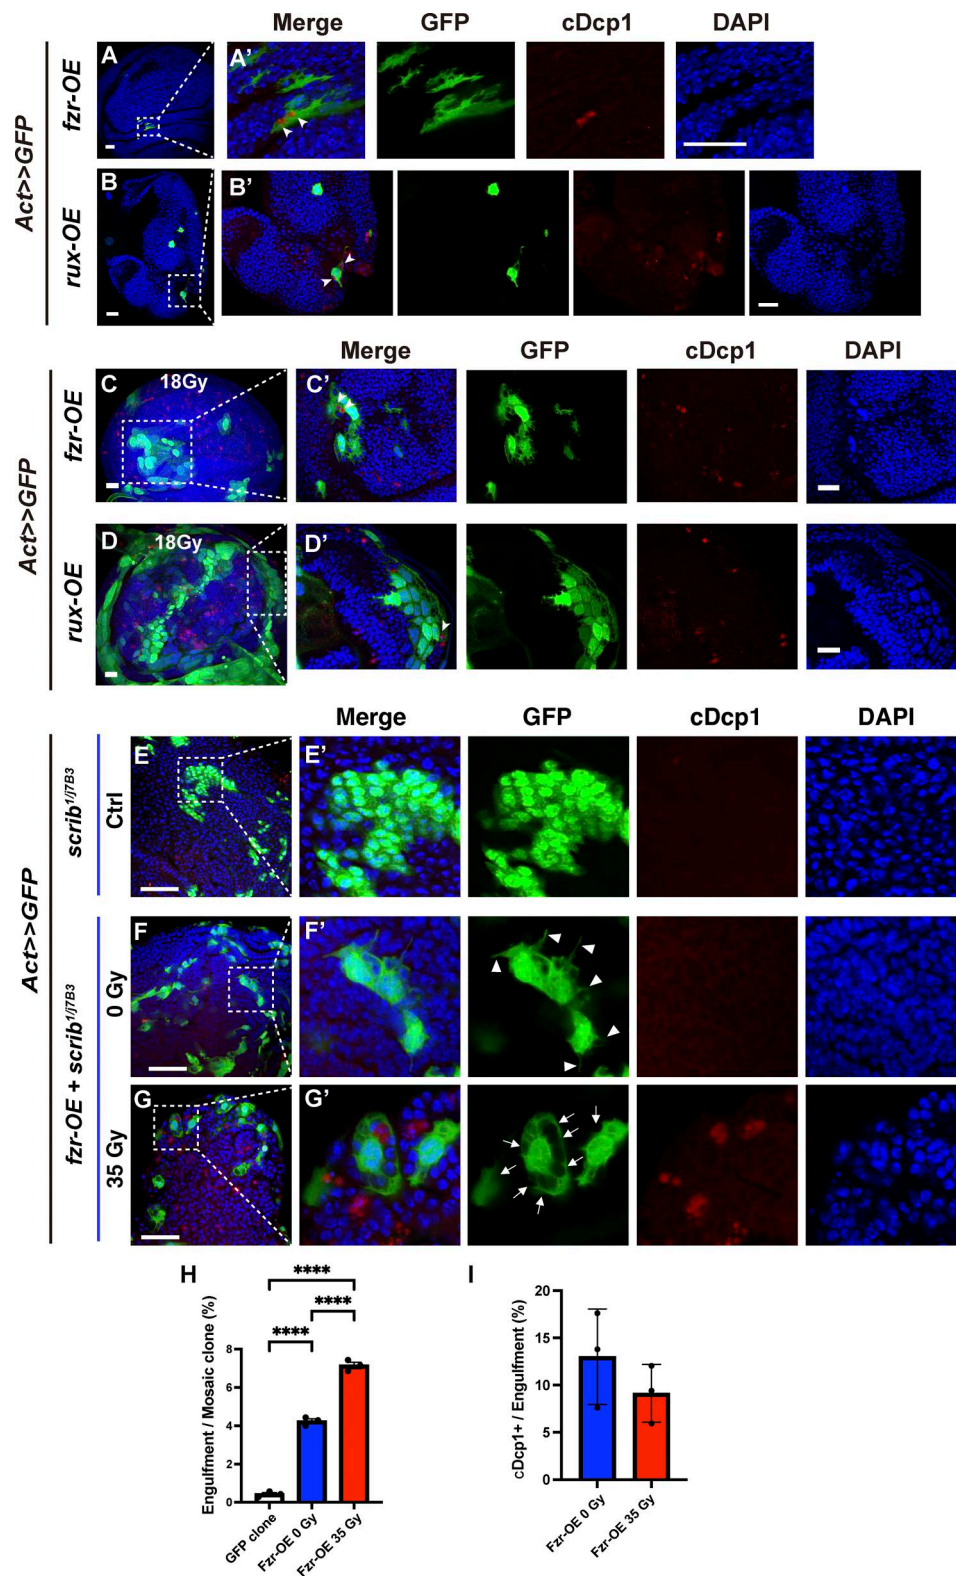 Merge GFP cDcp1 DAPI
Act>>GFP
fzr-OE
A
A'
rux-OE
B
B'
Merge GFP cDcp1 DAPI
Act>>GFP
fzr-OE
C
18Gy
C'
rux-OE
D
18Gy
D'
Merge GFP cDcp1 DAPI
Act>>GFP
scrib1/j7B3
Ctrl
E
E'
fzr-OE + scrib1/j7B3
0 Gy
F
F'
35 Gy
G
G'
H
Engulfment / Mosaic clone (%)
****
****
****
8
6
4
2
0
GFP clone
Fzr-OE 0 Gy
Fzr-OE 35 Gy
I
cDcp1+ / Engulfment (%)
20
15
10
5
0
Fzr-OE 0 Gy
Fzr-OE 35 Gy